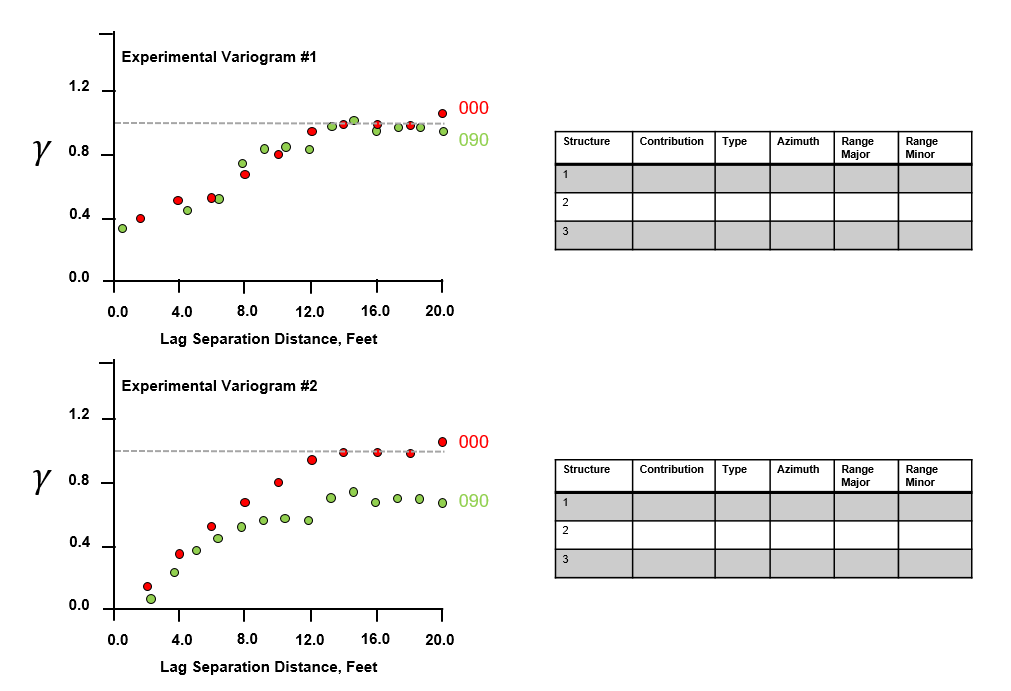 Experimental Variogram #1
1.2
0.8
0.4
0.0
γ
000
090
0.0 4.0 8.0 12.0 16.0 20.0
Lag Separation Distance, Feet
Structure Contribution Type Azimuth Range Major Range Minor
1
2
3
Experimental Variogram #2
1.2
0.8
0.4
0.0
γ
000
090
0.0 4.0 8.0 12.0 16.0 20.0
Lag Separation Distance, Feet
Structure Contribution Type Azimuth Range Major Range Minor
1
2
3